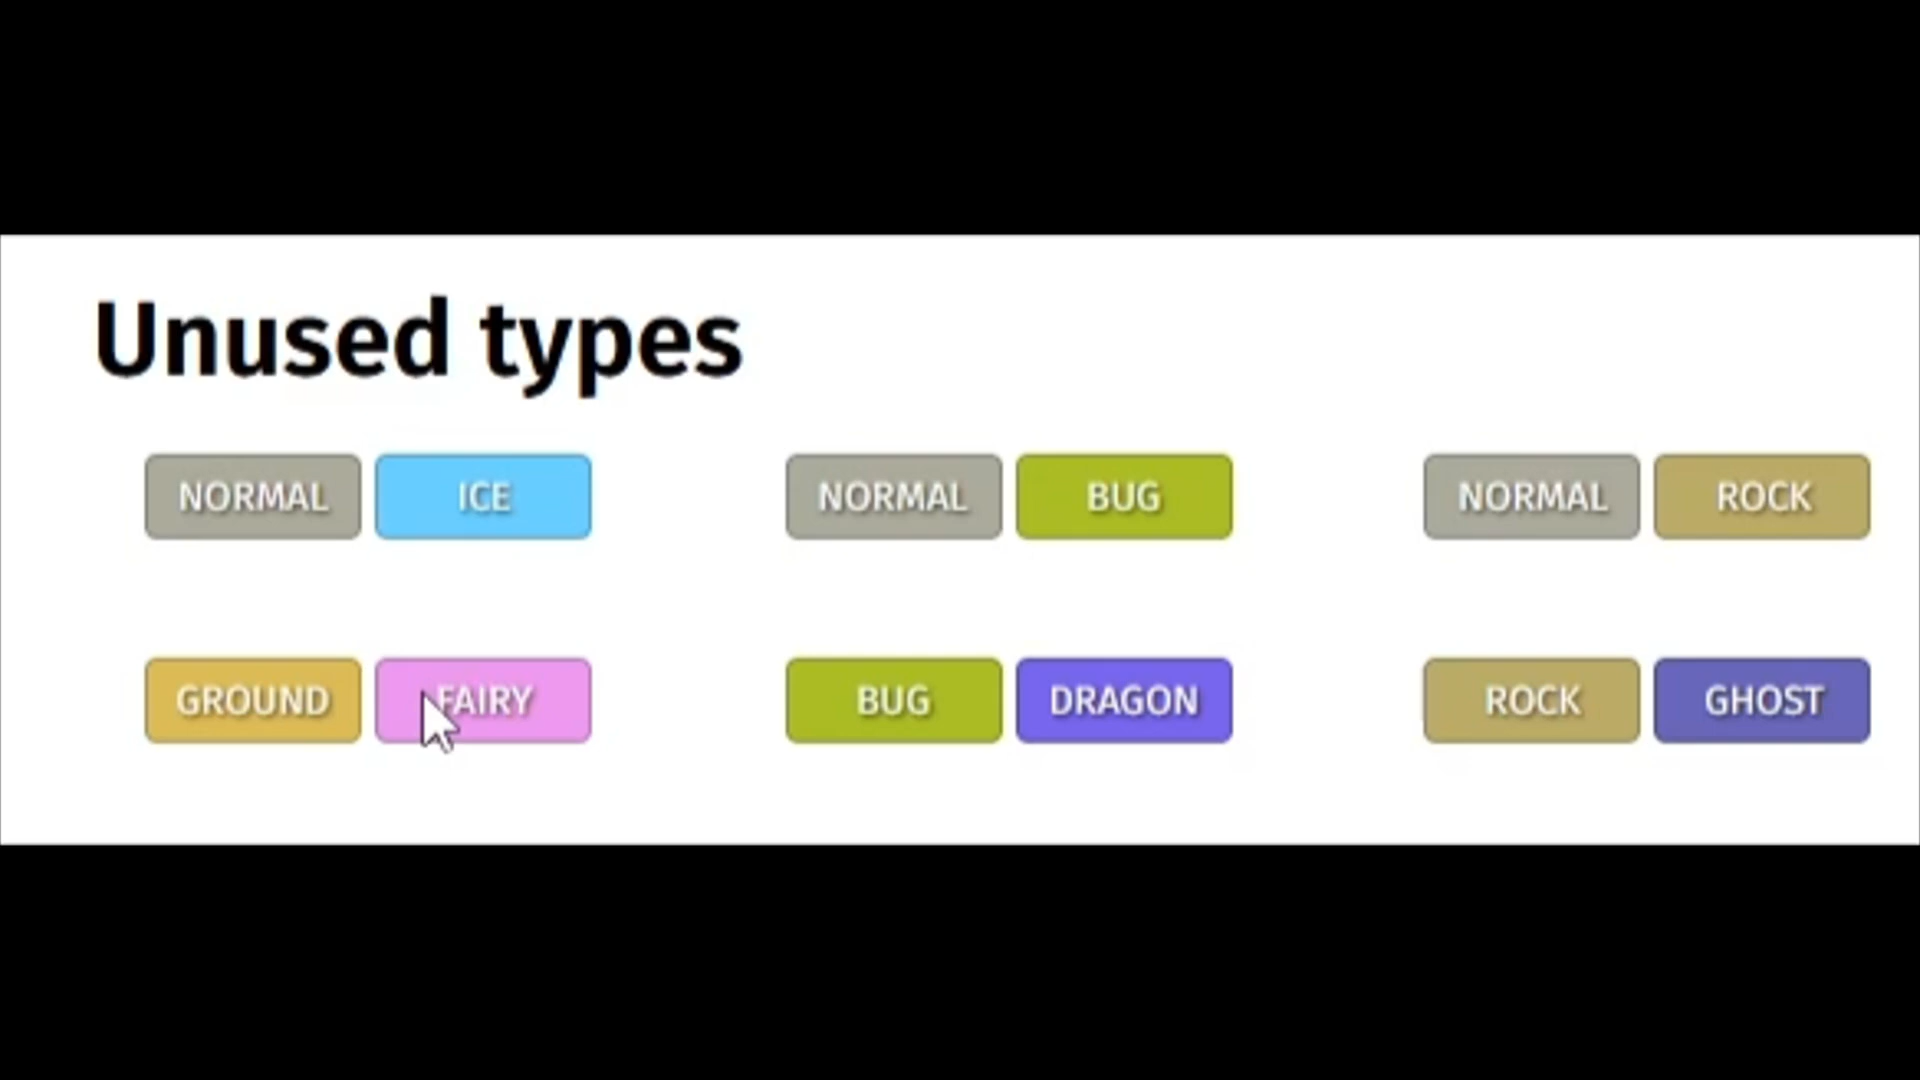 Unused types
NORMAL ICE NORMAL BUG NORMAL ROCK
GROUND FAIRY BUG DRAGON ROCK GHOST